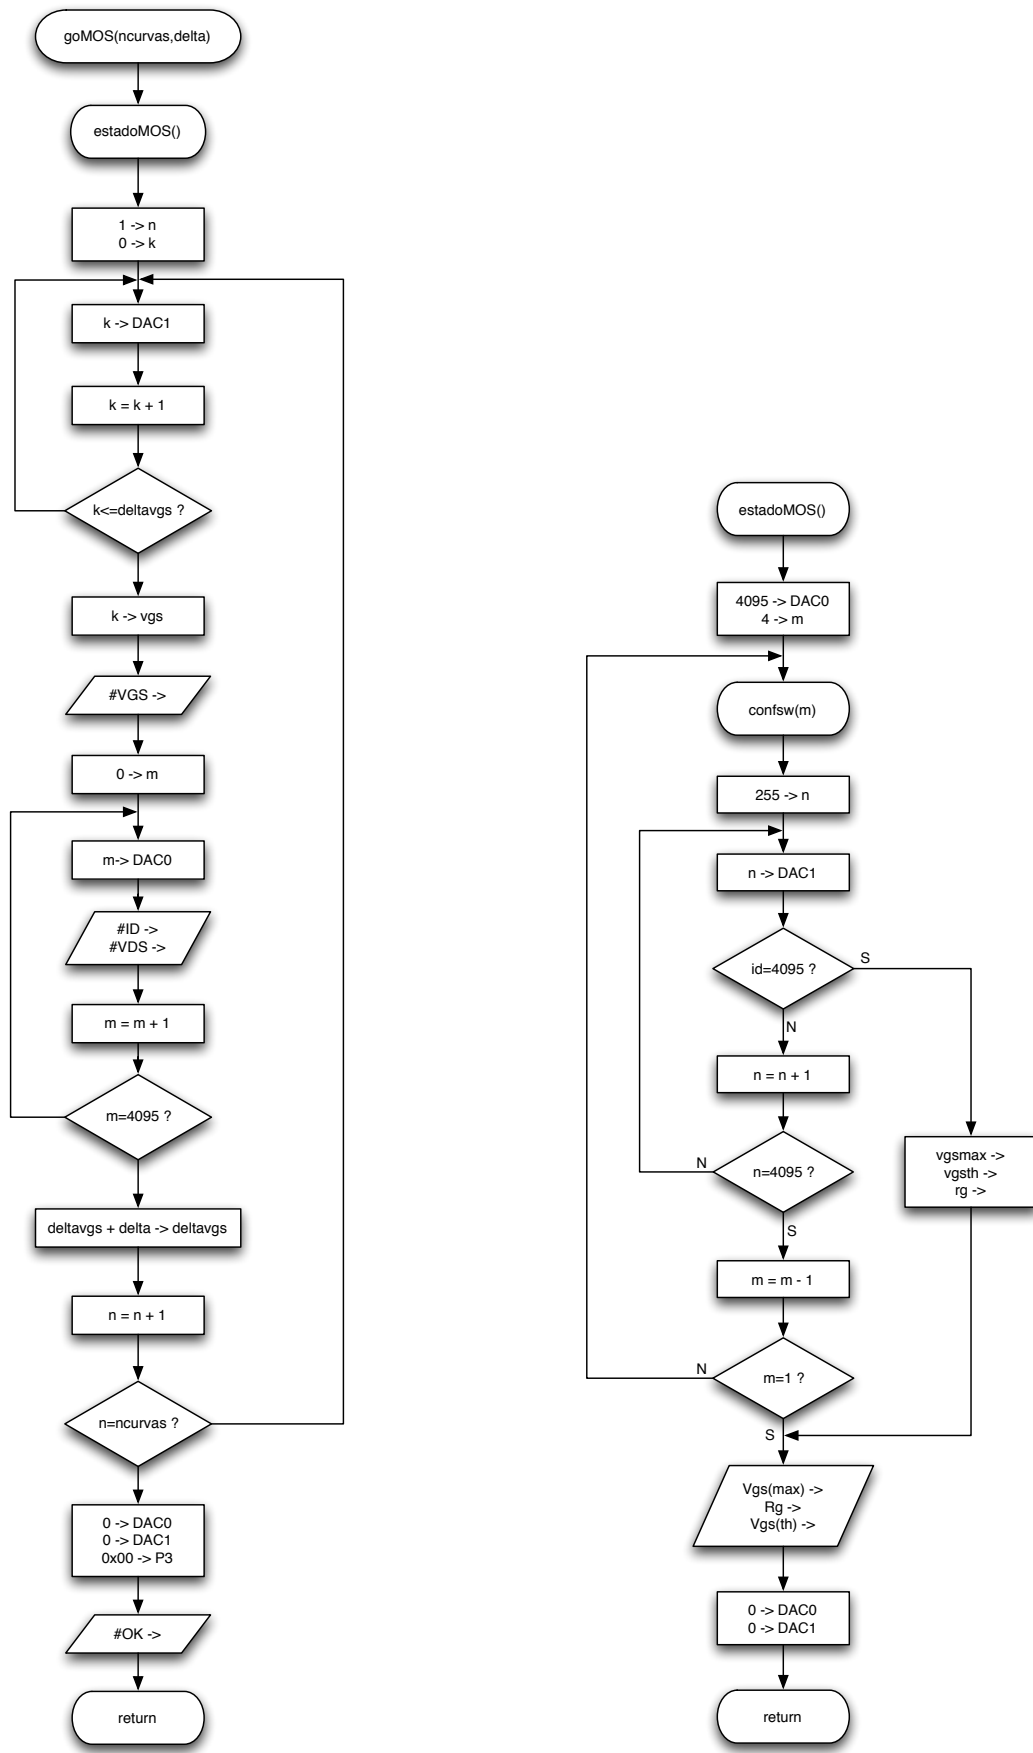 goMOS(ncurvas,delta)
estadoMOS()
1 -> n
0 -> k
k -> DAC1
k = k + 1
k<=deltavgs ?
k -> vgs
#VGS ->
0 -> m
m-> DAC0
#ID ->
#VDS ->
m = m + 1
m=4095 ?
deltavgs + delta -> deltavgs
n = n + 1
n=ncurvas ?
0 -> DAC0
0 -> DAC1
0x00 -> P3
#OK ->
return
estadoMOS()
4095 -> DAC0
4 -> m
confsw(m)
255 -> n
n -> DAC1
id=4095 ?
S
N
n = n + 1
n=4095 ?
N
S
vgsmax ->
vgsth ->
rg ->
m = m - 1
m=1 ?
N
S
Vgs(max) ->
Rg ->
Vgs(th) ->
0 -> DAC0
0 -> DAC1
return